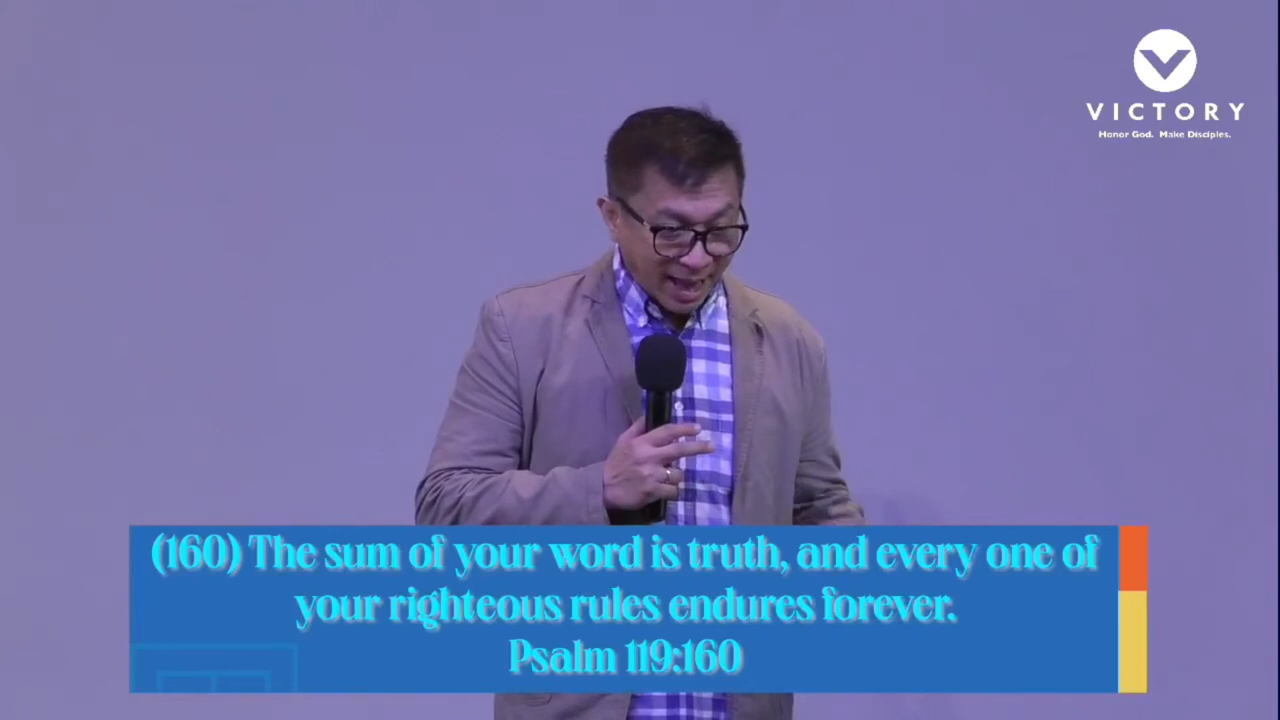 VICTORY
Honor God. Make Disciples.
(160) The sum of your word is truth, and every one of
your righteous rules endures forever.
Psalm 119:160